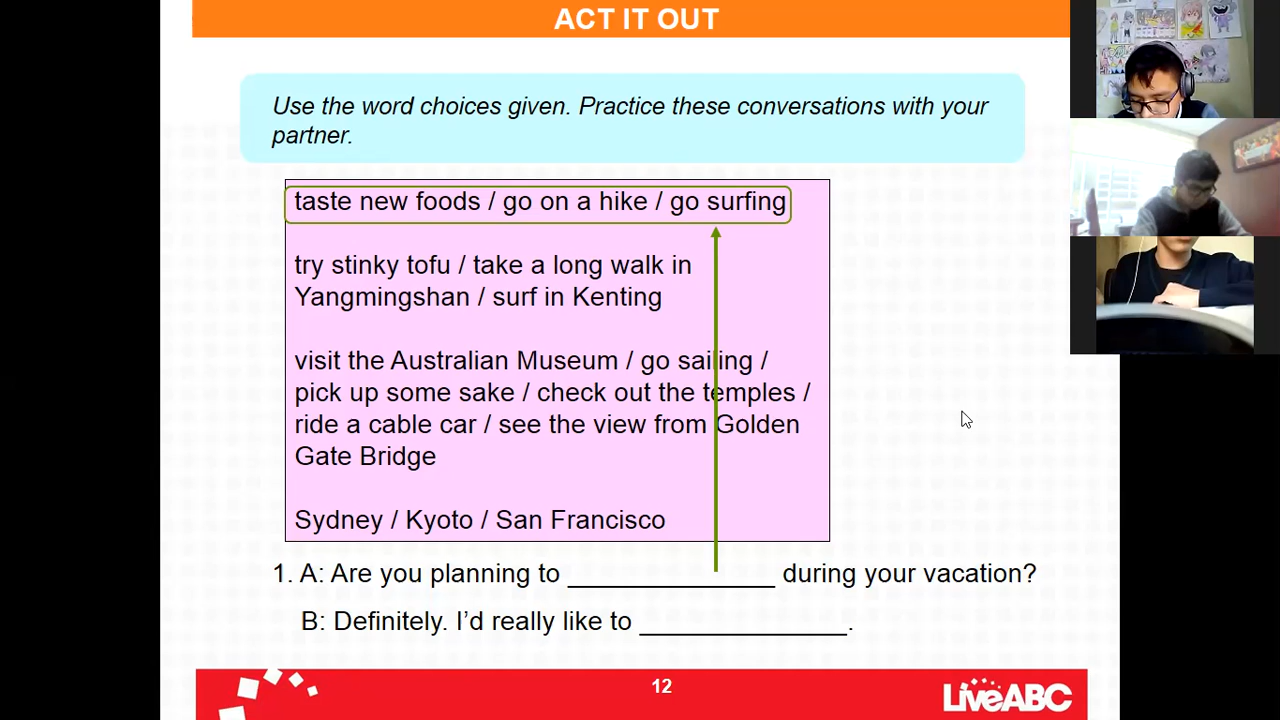 ACT IT OUT
Use the word choices given. Practice these conversations with your
partner.
taste new foods / go on a hike / go surfing
try stinky tofu / take a long walk in
Yangmingshan / surf in Kenting
visit the Australian Museum / go sailing /
pick up some sake / check out the temples /
ride a cable car / see the view from Golden
Gate Bridge
Sydney / Kyoto / San Francisco
1. A: Are you planning to _______________ during your vacation?
B: Definitely. I’d really like to _______________.
12
LiveABC